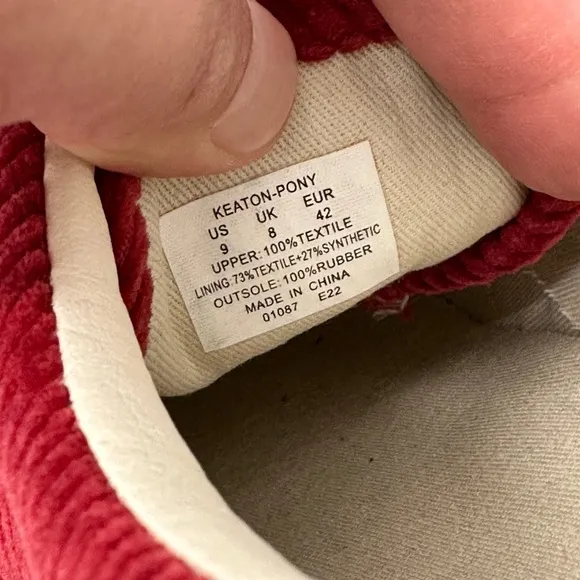 KEATON-PONY
US UK EUR
9 8 42
UPPER:100%TEXTILE
LINING:73%TEXTILE+27%SYNTHETIC
OUTSOLE:100%RUBBER
MADE IN CHINA
01087 E22